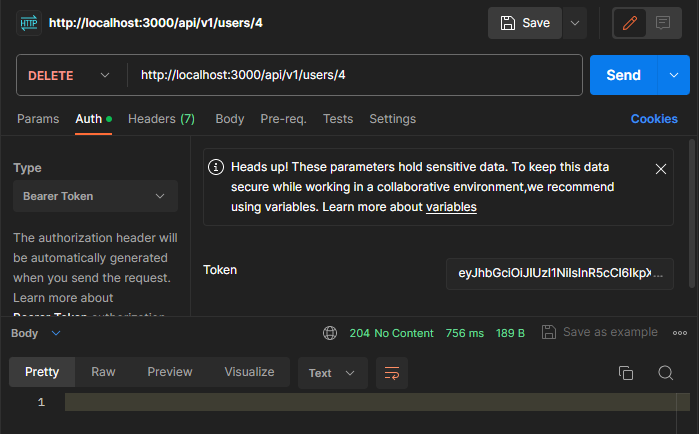 HTTP http://localhost:3000/api/v1/users/4 Save
DELETE http://localhost:3000/api/v1/users/4 Send
Params Auth Headers (7) Body Pre-req. Tests Settings Cookies
Type
Bearer Token
The authorization header will
be automatically generated
when you send the request.
Learn more about
Bearer Token authorization
Heads up! These parameters hold sensitive data. To keep this data
secure while working in a collaborative environment,we recommend
using variables. Learn more about variables
Token eyJhbGciOiJIUzI1NiIsInR5cCI6IkpX...
Body 204 No Content 756 ms 189 B Save as example
Pretty Raw Preview Visualize Text
1